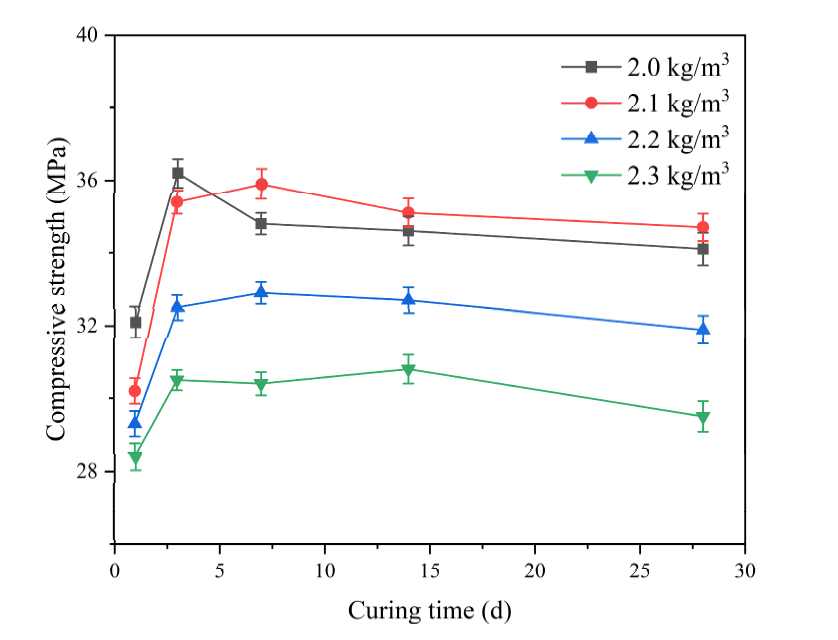 40
36
32
28
Compressive strength (MPa)
2.0 kg/m³
2.1 kg/m³
2.2 kg/m³
2.3 kg/m³
0 5 10 15 20 25 30
Curing time (d)